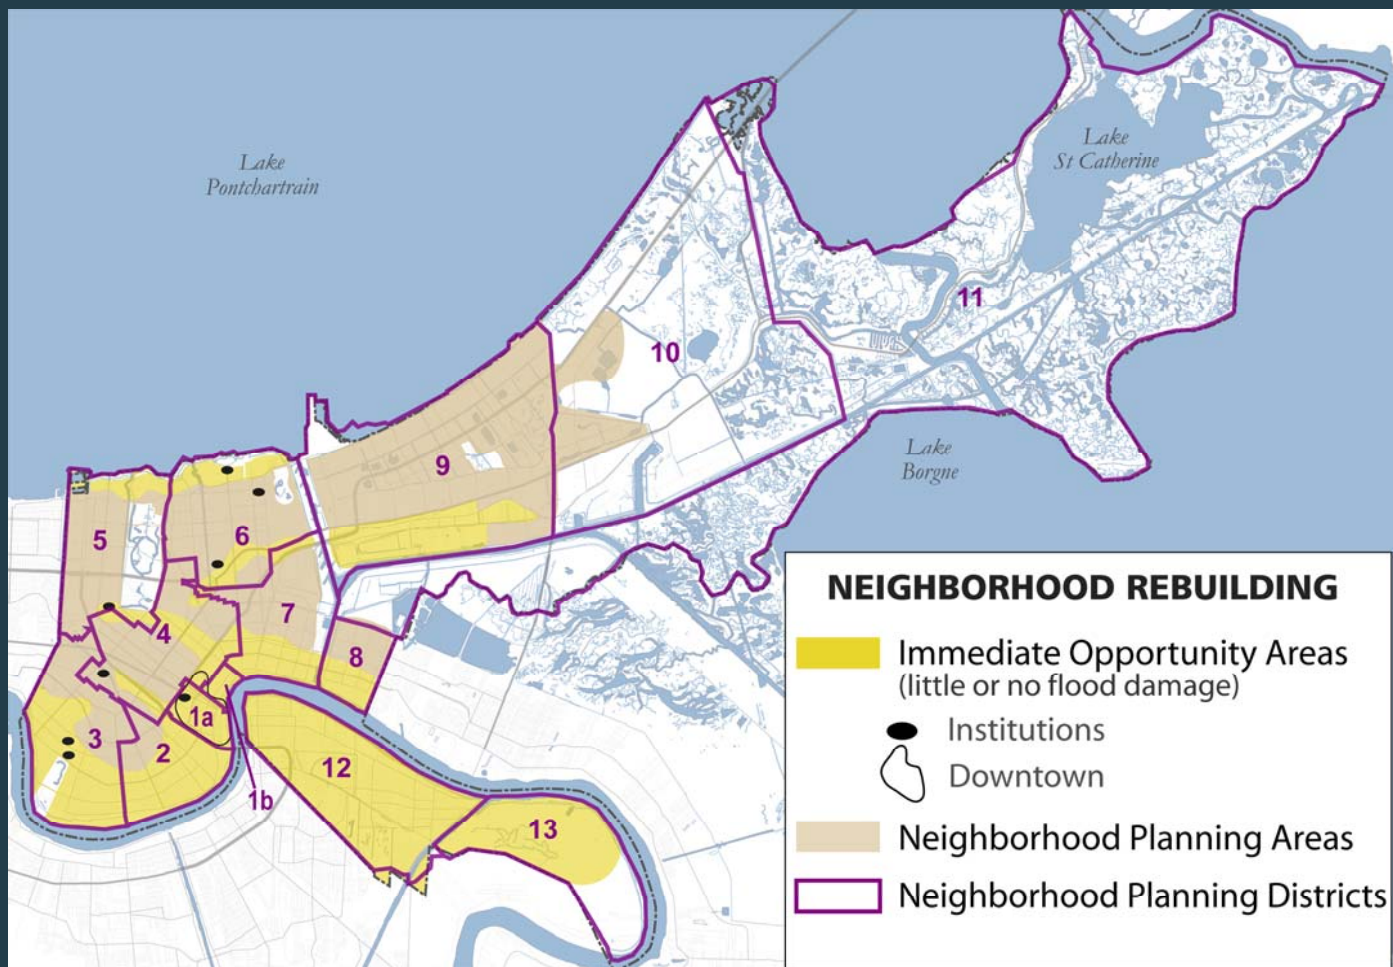 Lake
Pontchartrain
Lake
St Catherine
11
10
Lake
Borgne
9
5
6
7
4
8
3
2
1a
1b
12
13
NEIGHBORHOOD REBUILDING
Immediate Opportunity Areas
(little or no flood damage)
Institutions
Downtown
Neighborhood Planning Areas
Neighborhood Planning Districts